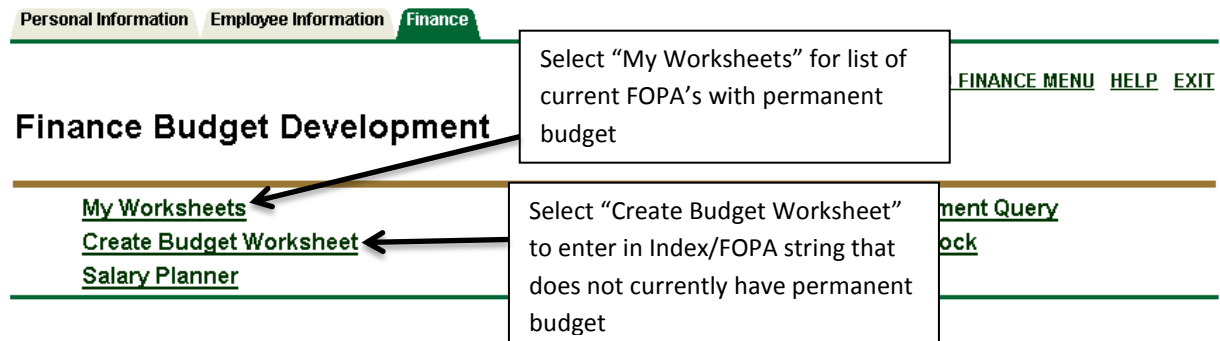 Personal Information Employee Information Finance
Select “My Worksheets” for list of
current FOPA’s with permanent
budget
FINANCE MENU HELP EXIT
Finance Budget Development
My Worksheets
Create Budget Worksheet
Salary Planner
Select “Create Budget Worksheet”
to enter in Index/FOPA string that
does not currently have permanent
budget
Query